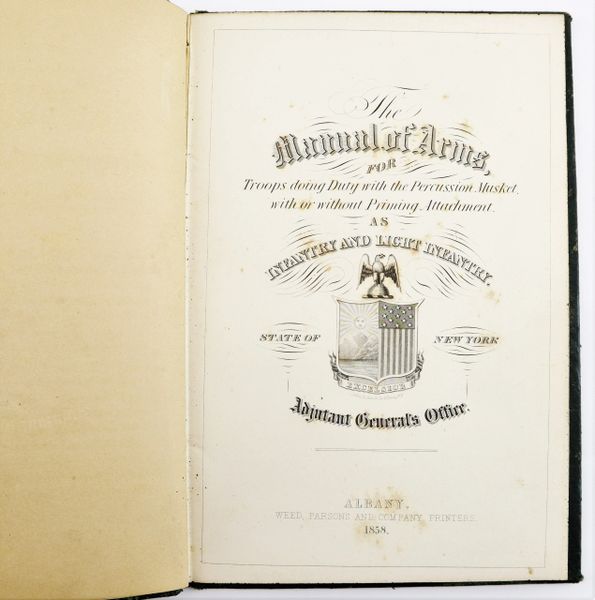 The
Manual of Arms,
FOR
Troops doing Duty with the Percussion Musket,
with or without Priming Attachment.
AS
INFANTRY AND LIGHT INFANTRY.
STATE OF NEW YORK
EXCELSIOR
Adjutant General's Office.
ALBANY.
WEED, PARSONS AND COMPANY, PRINTERS.
1858.